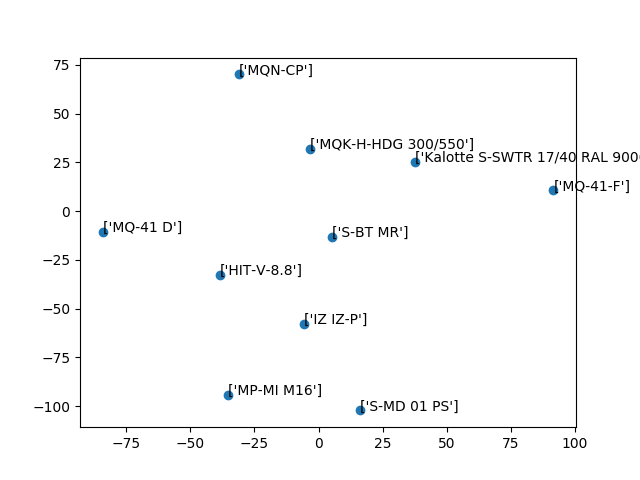 75
['MQN-CP']
50
['MQK-H-HDG 300/550']
25
['Kalotte S-SWTR 17/40 RAL 900
['MQ-41-F']
0
['MQ-41 D']
['S-BT MR']
−25
['HIT-V-8.8']
−50
['IZ IZ-P']
−75
['MP-MI M16']
−100
['S-MD 01 PS']
−75 −50 −25 0 25 50 75 100